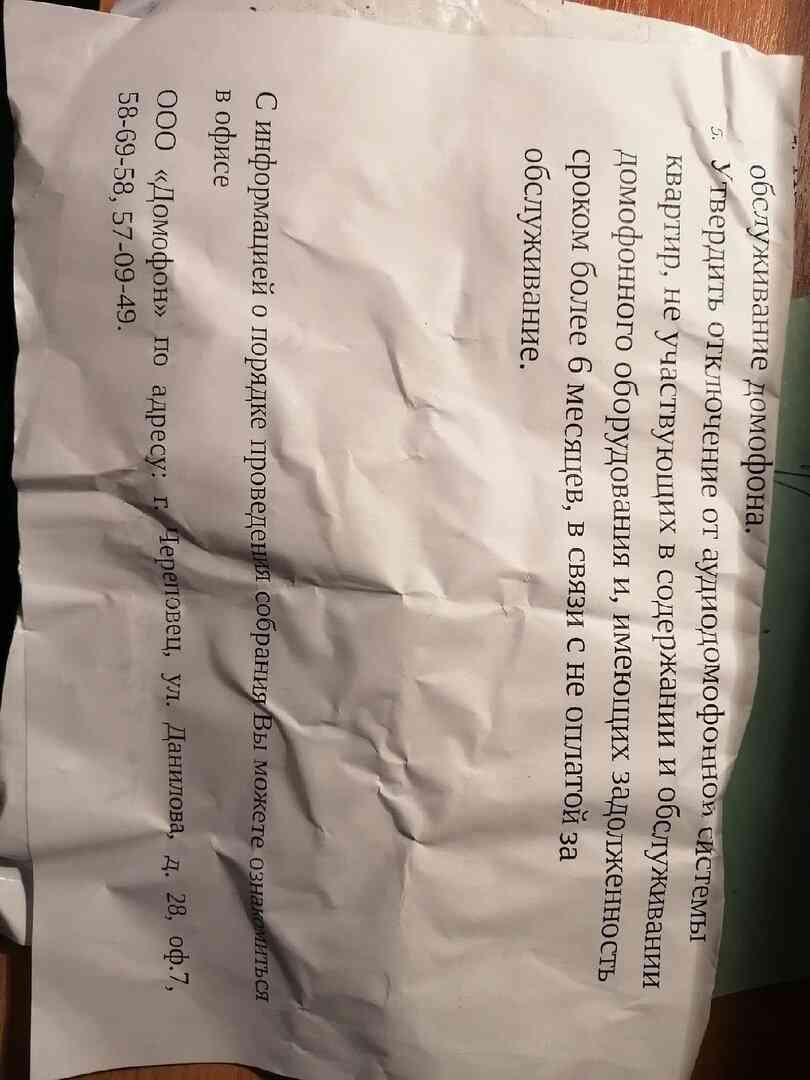 обслуживание домофона.
5. Утвердить отключение от аудиодомофонной системы
квартир, не участвующих в содержании и обслуживании
домофонного оборудования и, имеющих задолженность
сроком более 6 месяцев, в связи с не оплатой за
обслуживание.
С информацией о порядке проведения собрания Вы можете ознакомиться
в офисе
ООО «Домофон» по адресу: г. Череповец, ул. Данилова, д. 28, оф.7,
58-69-58, 57-09-49.